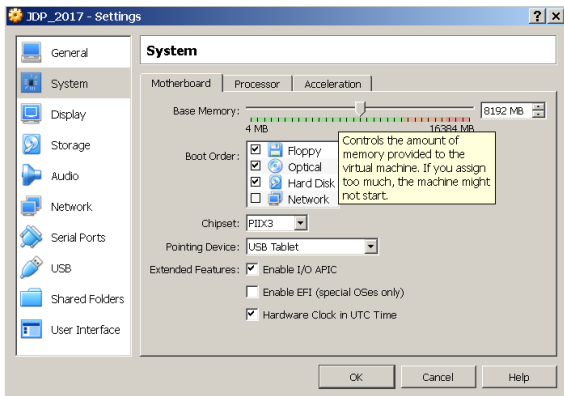 JDP_2017 - Settings
General
System
Display
Storage
Audio
Network
Serial Ports
USB
Shared Folders
User Interface
System
Motherboard Processor Acceleration
Base Memory: 8192 MB
4 MB 16384 MB
Controls the amount of
memory provided to the
virtual machine. If you assign
too much, the machine might
not start.
Boot Order:
Floppy
Optical
Hard Disk
Network
Chipset: PIIX3
Pointing Device: USB Tablet
Extended Features: Enable I/O APIC
Enable EFI (special OSes only)
Hardware Clock in UTC Time
OK Cancel Help